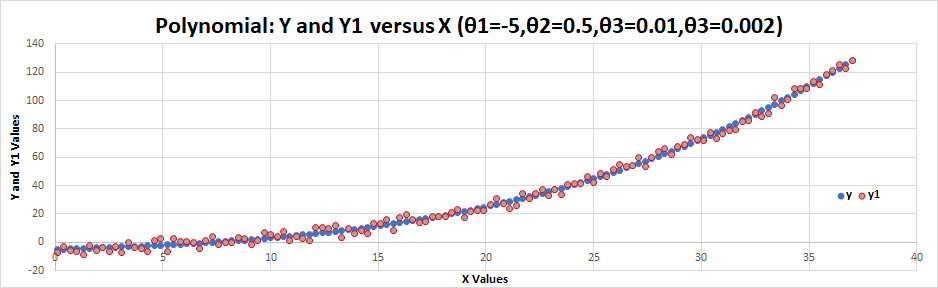 Polynomial: Y and Y1 versus X (θ1=-5,θ2=0.5,θ3=0.01,θ3=0.002)
140
120
100
80
60
40
20
0
-20
Y and Y1 Values
0 5 10 15 20 25 30 35 40
X Values
y y1